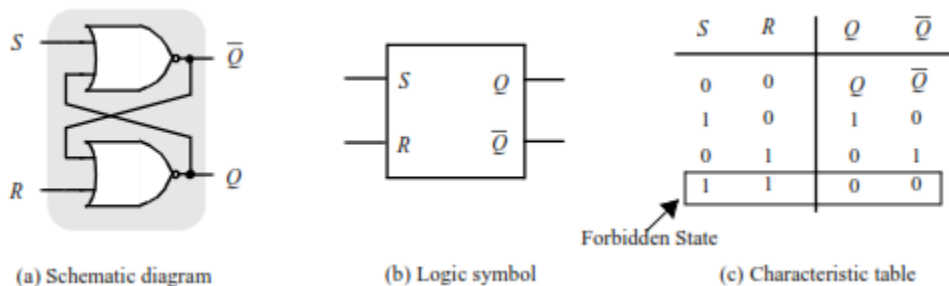 S
Q̅
R
Q
(a) Schematic diagram
S Q
R Q̅
(b) Logic symbol
S R Q Q̅
0 0 Q Q̅
1 0 1 0
0 1 0 1
1 1 0 0
Forbidden State
(c) Characteristic table